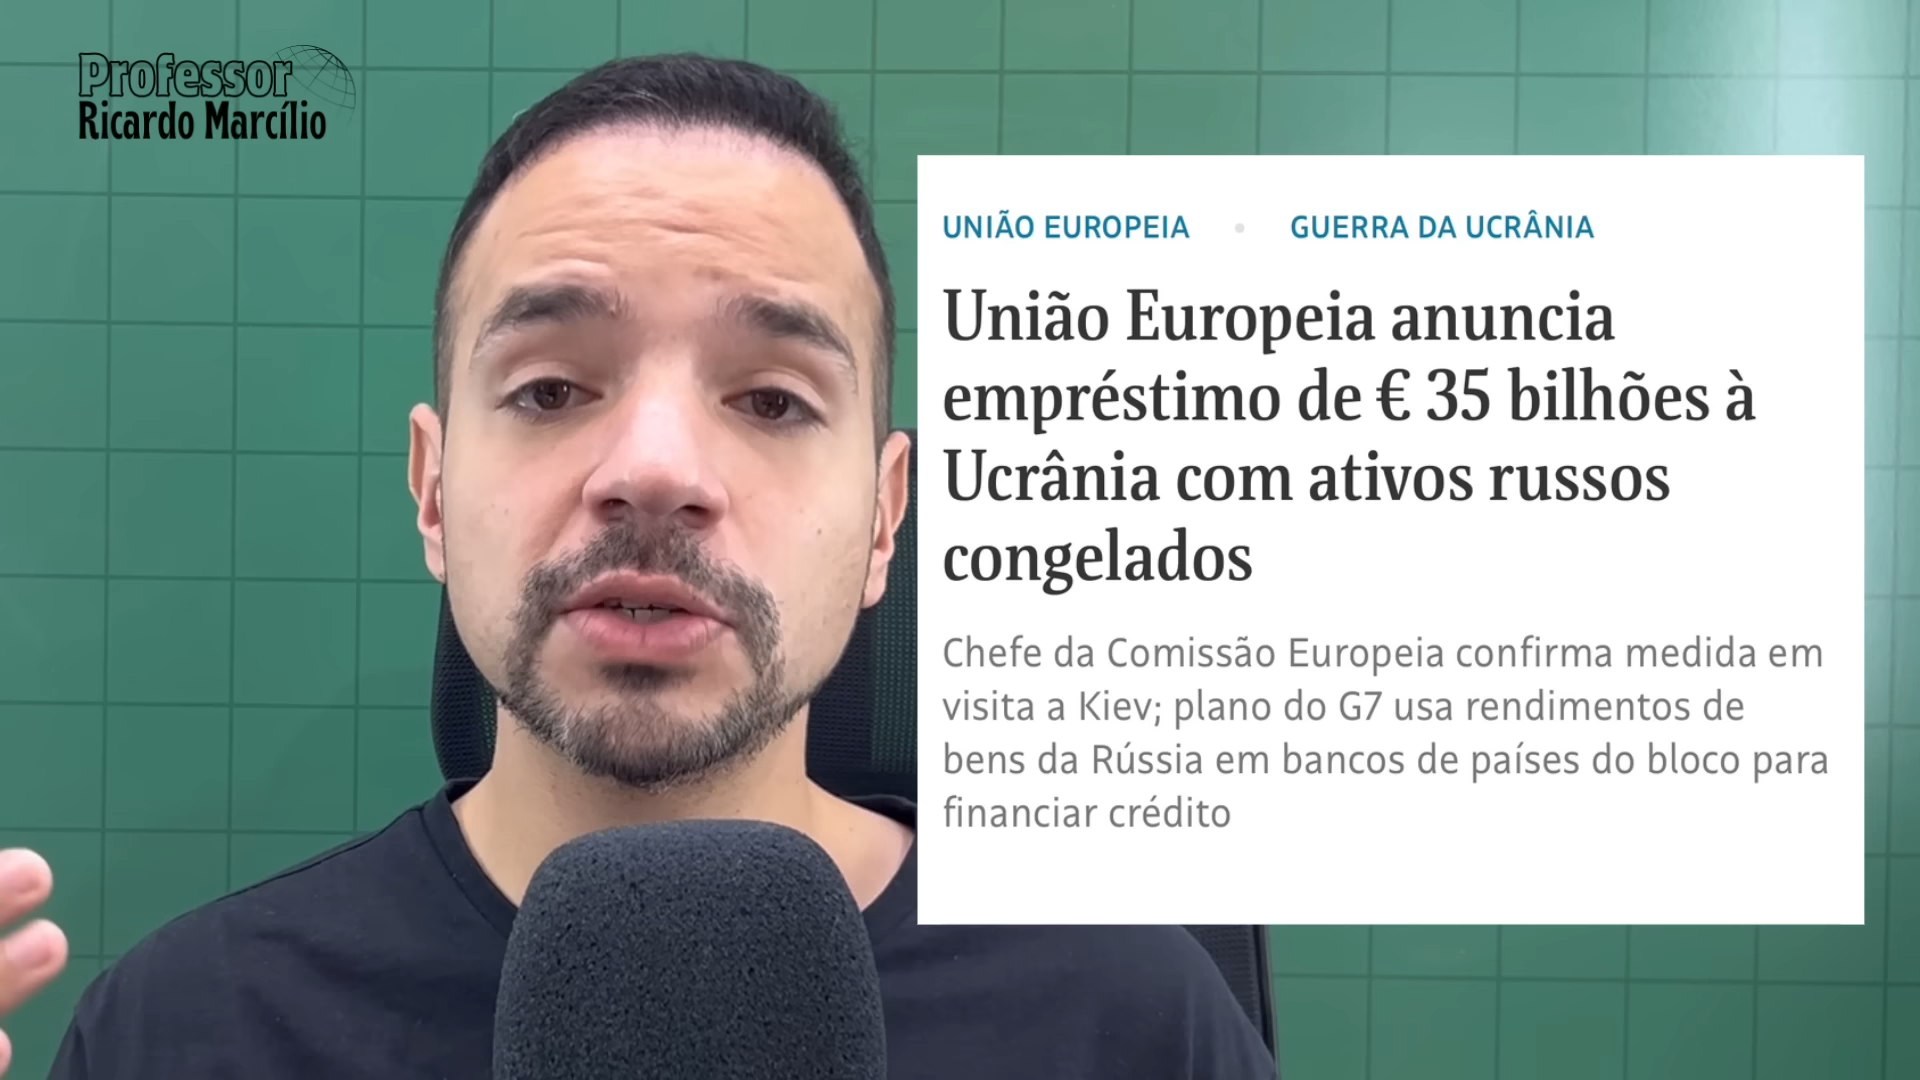 Professor
Ricardo Marcílio
UNIÃO EUROPEIA • GUERRA DA UCRÂNIA
União Europeia anuncia
empréstimo de € 35 bilhões à
Ucrânia com ativos russos
congelados
Chefe da Comissão Europeia confirma medida em
visita a Kiev; plano do G7 usa rendimentos de
bens da Rússia em bancos de países do bloco para
financiar crédito